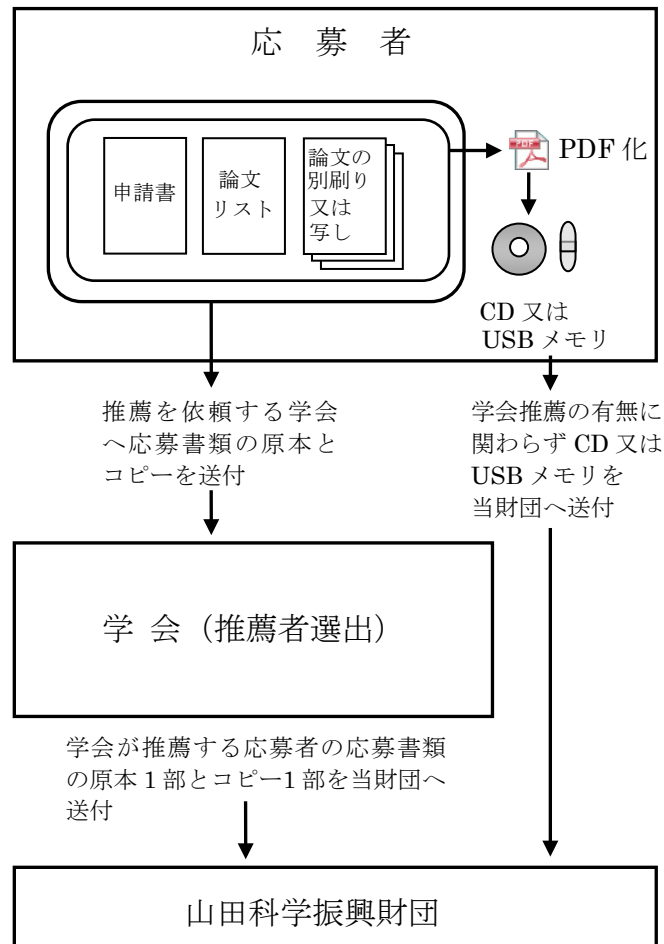 応 募 者
申請書
論文
リスト
論文の
別刷り
又は
写し
PDF
PDF 化
CD 又は
USB メモリ
推薦を依頼する学会
へ応募書類の原本と
コピーを送付
学会推薦の有無に
関わらず CD 又は
USB メモリを
当財団へ送付
学 会（推薦者選出）
学会が推薦する応募者の応募書類
の原本 1 部とコピー1 部を当財団へ
送付
山田科学振興財団